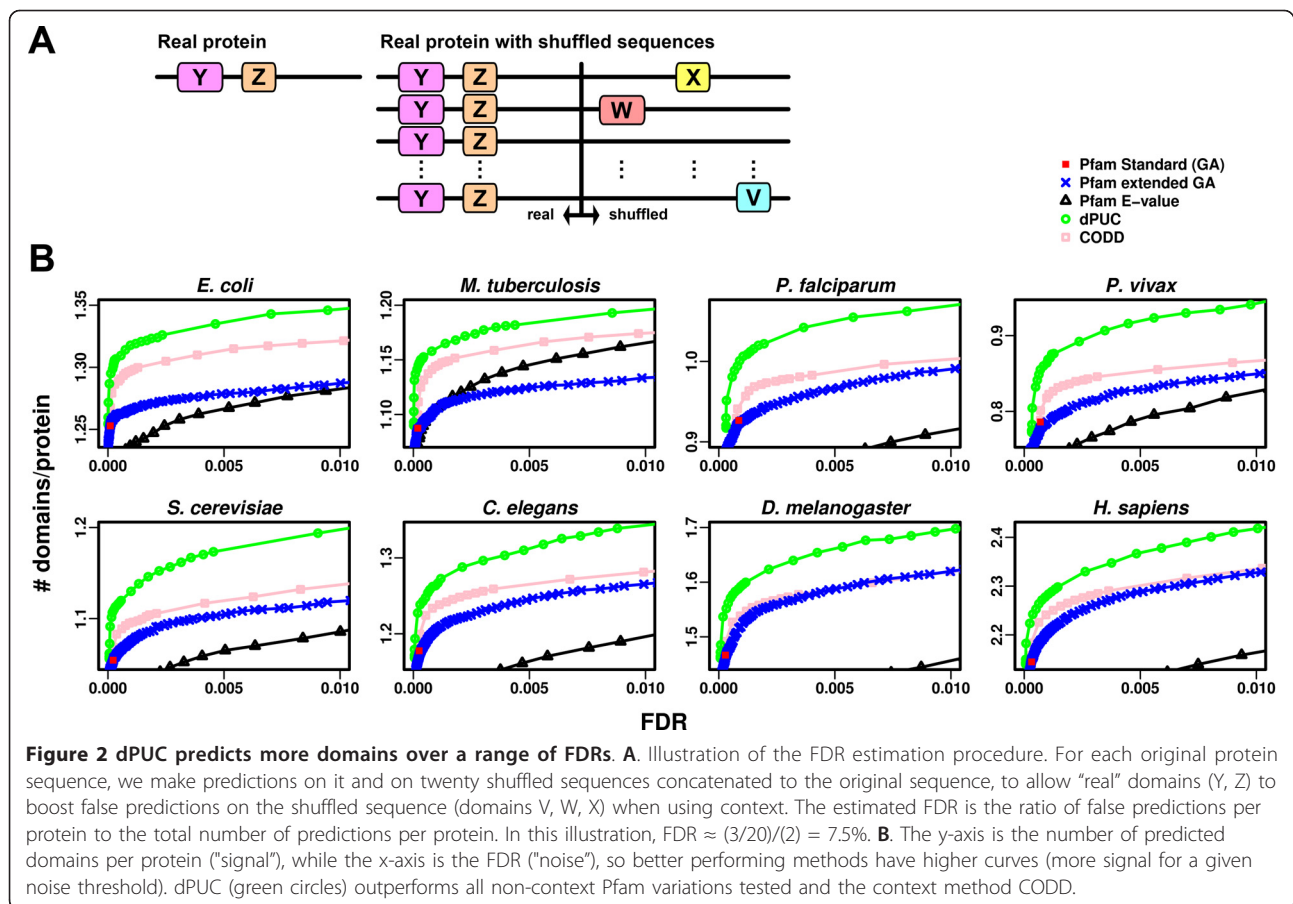 A
Real protein
Real protein with shuffled sequences
Y Z
Y Z X
Y Z W
Y Z
⋮ ⋮ ⋮ ⋮ ⋮
Y Z V
real shuffled
Pfam Standard (GA)
Pfam extended GA
Pfam E−value
dPUC
CODD
B
E. coli
M. tuberculosis
P. falciparum
P. vivax
1.35
1.30
1.25
0.000 0.005 0.010
1.20
1.15
1.10
0.000 0.005 0.010
1.0
0.9
0.000 0.005 0.010
0.9
0.8
0.000 0.005 0.010
# domains/protein
S. cerevisiae
C. elegans
D. melanogaster
H. sapiens
1.2
1.1
0.000 0.005 0.010
1.3
1.2
0.000 0.005 0.010
1.7
1.6
1.5
0.000 0.005 0.010
2.4
2.3
2.2
0.000 0.005 0.010
FDR
Figure 2 dPUC predicts more domains over a range of FDRs. A. Illustration of the FDR estimation procedure. For each original protein
sequence, we make predictions on it and on twenty shuffled sequences concatenated to the original sequence, to allow “real” domains (Y, Z) to
boost false predictions on the shuffled sequence (domains V, W, X) when using context. The estimated FDR is the ratio of false predictions per
protein to the total number of predictions per protein. In this illustration, FDR ≈ (3/20)/(2) = 7.5%. B. The y-axis is the number of predicted
domains per protein ("signal”), while the x-axis is the FDR ("noise”), so better performing methods have higher curves (more signal for a given
noise threshold). dPUC (green circles) outperforms all non-context Pfam variations tested and the context method CODD.